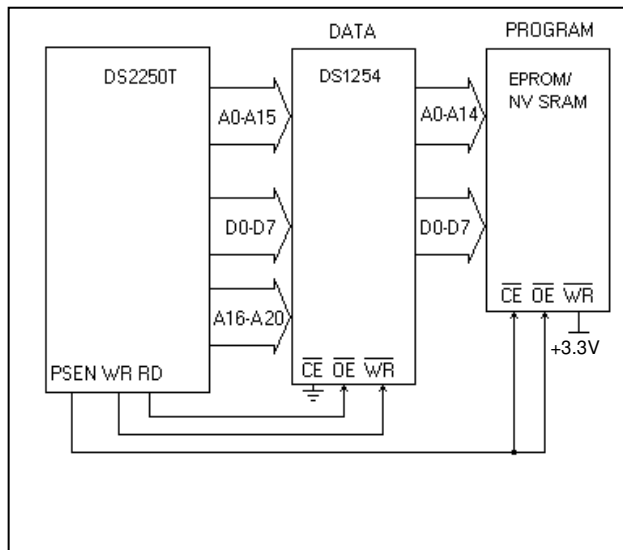 DATA PROGRAM
DS2250T DS1254 EPROM/
NV SRAM
A0-A15 A0-A14
D0-D7 D0-D7
A16-A20
CE OE WR
+3.3V
PSEN WR RD CE OE WR